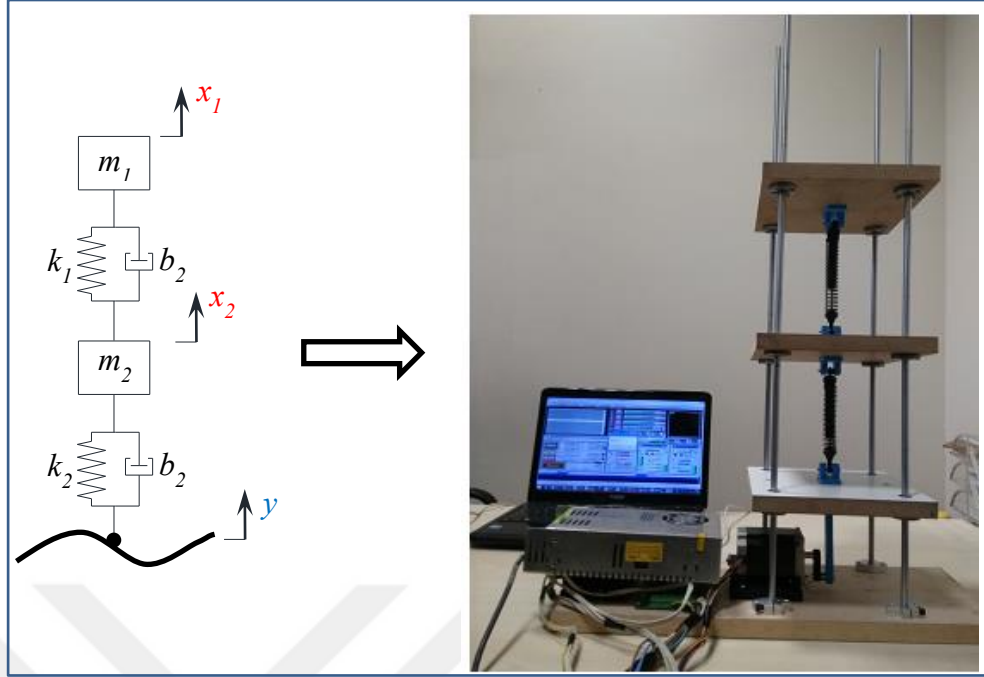 x₁
m₁
k₁ b₂
x₂
m₂
k₂ b₂
y